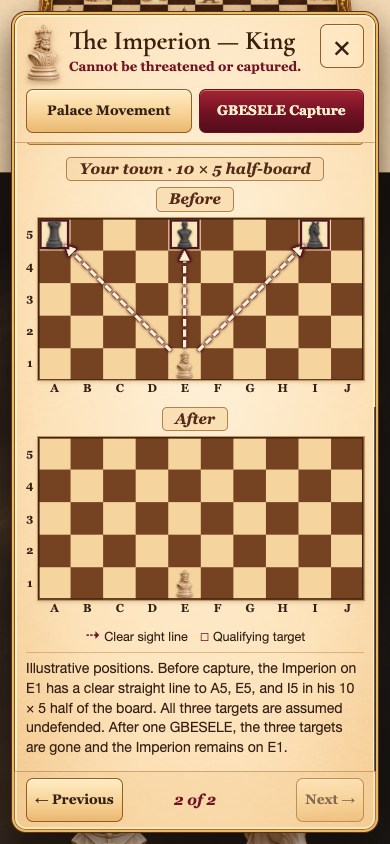 The Imperion — King
Cannot be threatened or captured.
×
Palace Movement
GBESELE Capture
Your town · 10 × 5 half-board
Before
5
4
3
2
1
A B C D E F G H I J
After
5
4
3
2
1
A B C D E F G H I J
⇢ Clear sight line □ Qualifying target
Illustrative positions. Before capture, the Imperion on
E1 has a clear straight line to A5, E5, and I5 in his 10
× 5 half of the board. All three targets are assumed
undefended. After one GBESELE, the three targets
are gone and the Imperion remains on E1.
← Previous
2 of 2
Next →